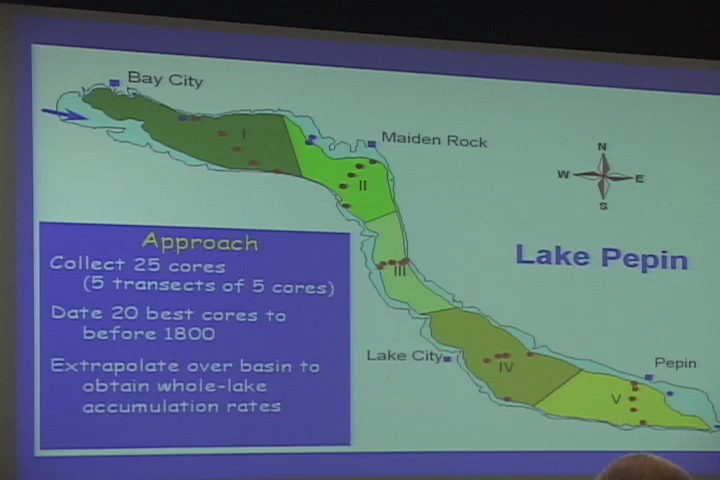 Bay City
Maiden Rock
I
II
N
W E
S
Lake Pepin
III
Approach
Collect 25 cores
(5 transects of 5 cores)
Date 20 best cores to
before 1800
Extrapolate over basin to
obtain whole-lake
accumulation rates
Lake City
IV
Pepin
V